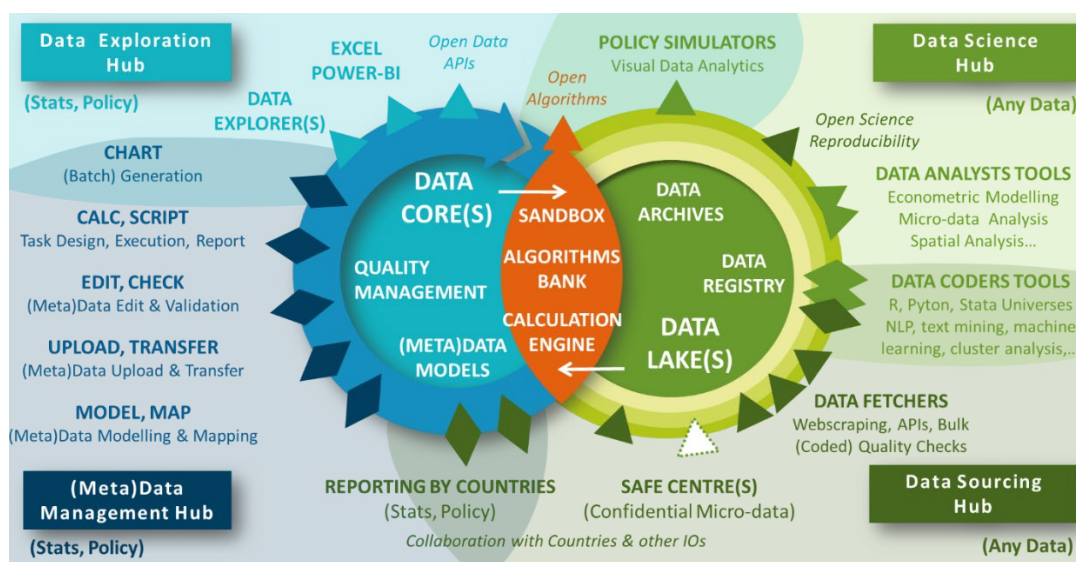 Data Exploration
Hub
(Stats, Policy)
EXCEL
POWER-BI
Open Data
APIs
DATA
EXPLORER(S)
Open
Algorithms
POLICY SIMULATORS
Visual Data Analytics
Data Science
Hub
(Any Data)
Open Science
Reproducibility
CHART
(Batch) Generation
CALC, SCRIPT
Task Design, Execution, Report
EDIT, CHECK
(Meta)Data Edit & Validation
UPLOAD, TRANSFER
(Meta)Data Upload & Transfer
MODEL, MAP
(Meta)Data Modelling & Mapping
(Meta)Data
Management Hub
(Stats, Policy)
DATA
CORE(S)
QUALITY
MANAGEMENT
(META)DATA
MODELS
SANDBOX
ALGORITHMS
BANK
CALCULATION
ENGINE
DATA
ARCHIVES
DATA
REGISTRY
DATA
LAKE(S)
DATA ANALYSTS TOOLS
Econometric Modelling
Micro-data Analysis
Spatial Analysis…
DATA CODERS TOOLS
R, Pyton, Stata Universes
NLP, text mining, machine
learning, cluster analysis,..
DATA FETCHERS
Webscraping, APIs, Bulk
(Coded) Quality Checks
REPORTING BY COUNTRIES
(Stats, Policy)
SAFE CENTRE(S)
(Confidential Micro-data)
Collaboration with Countries & other IOs
Data Sourcing
Hub
(Any Data)